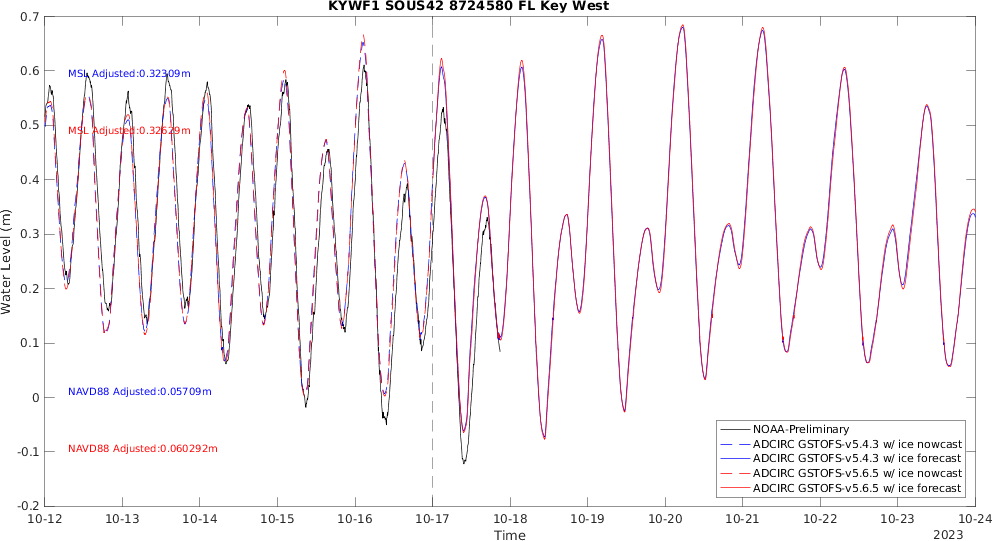 KYWF1 SOUS42 8724580 FL Key West
Water Level (m)
0.7
0.6
0.5
0.4
0.3
0.2
0.1
0
-0.1
-0.2
MSL Adjusted:0.32309m
MSL Adjusted:0.32629m
NAVD88 Adjusted:0.05709m
NAVD88 Adjusted:0.060292m
NOAA-Preliminary
ADCIRC GSTOFS-v5.4.3 w/ ice nowcast
ADCIRC GSTOFS-v5.4.3 w/ ice forecast
ADCIRC GSTOFS-v5.6.5 w/ ice nowcast
ADCIRC GSTOFS-v5.6.5 w/ ice forecast
10-12 10-13 10-14 10-15 10-16 10-17 10-18 10-19 10-20 10-21 10-22 10-23 10-24
Time
2023